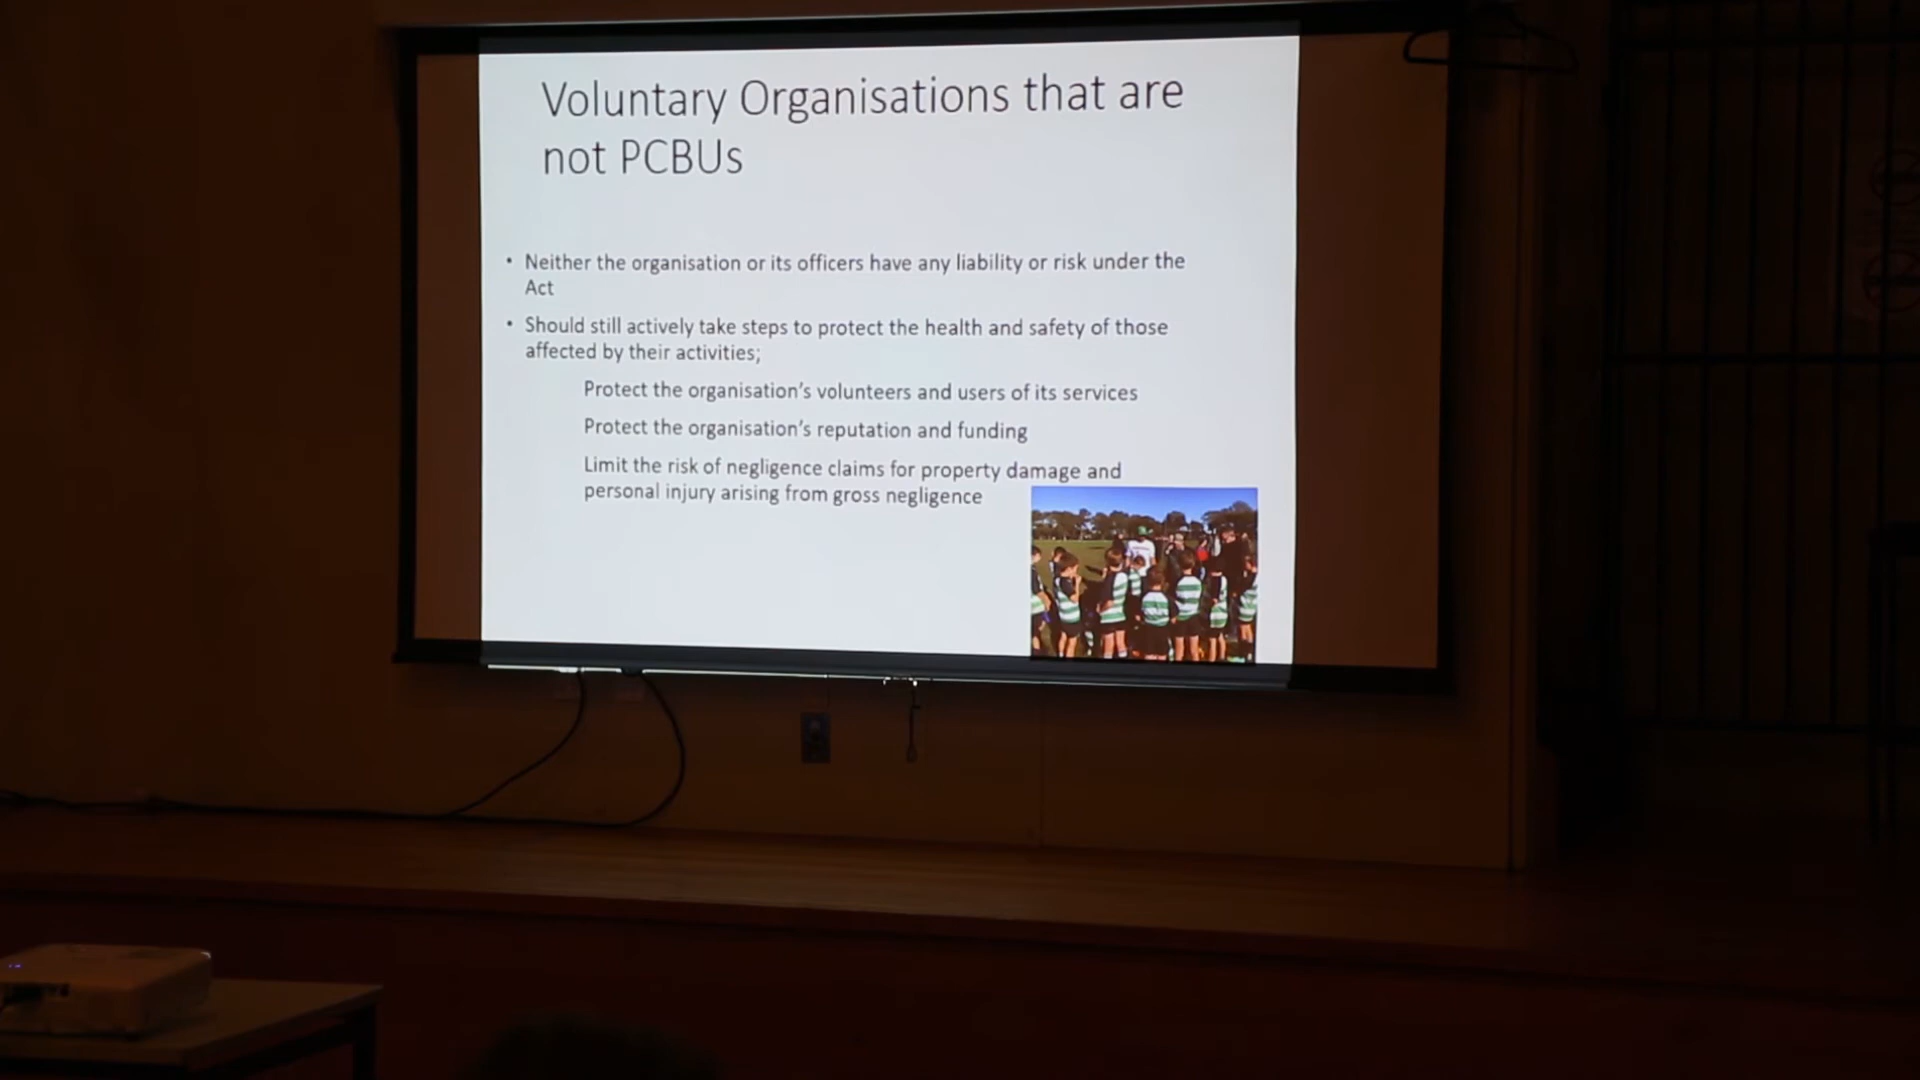 Voluntary Organisations that are
not PCBUs
• Neither the organisation or its officers have any liability or risk under the
Act
• Should still actively take steps to protect the health and safety of those
affected by their activities;
Protect the organisation's volunteers and users of its services
Protect the organisation's reputation and funding
Limit the risk of negligence claims for property damage and
personal injury arising from gross negligence